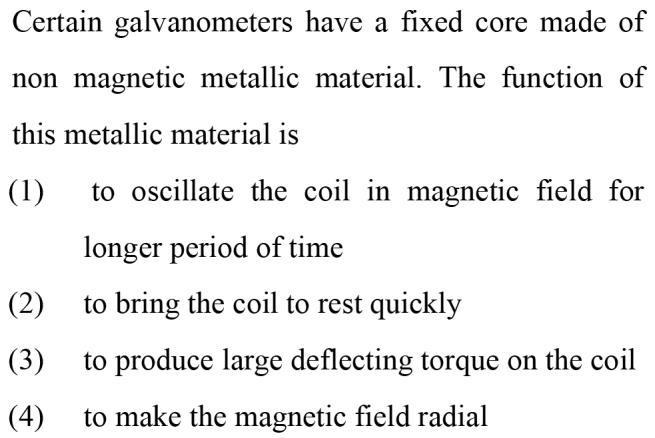 Certain galvanometers have a fixed core made of
non magnetic metallic material. The function of
this metallic material is
(1) to oscillate the coil in magnetic field for
longer period of time
(2) to bring the coil to rest quickly
(3) to produce large deflecting torque on the coil
(4) to make the magnetic field radial